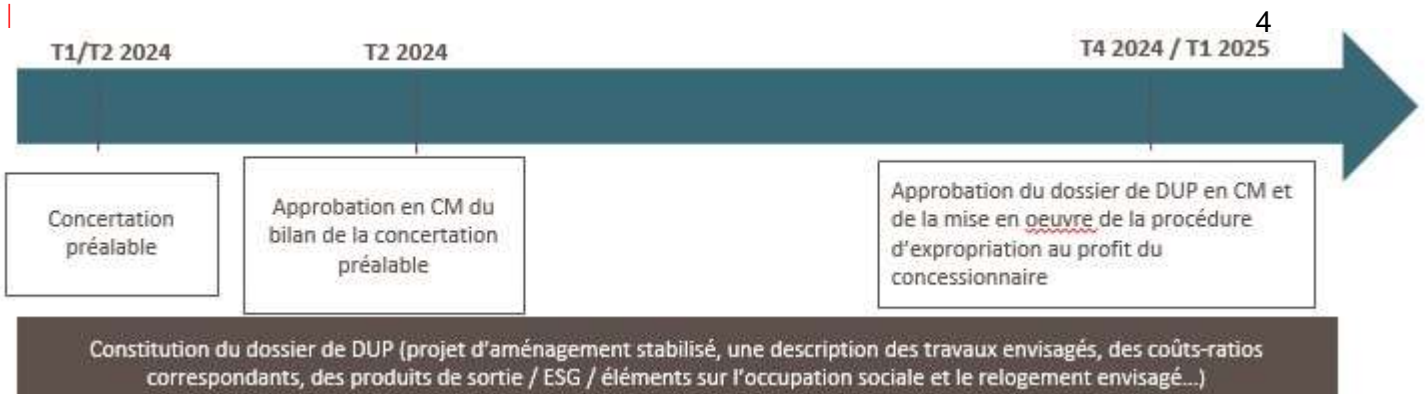 4
T1/T2 2024
T2 2024
T4 2024 / T1 2025
Concertation
préalable
Approbation en CM du
bilan de la concertation
préalable
Approbation du dossier de DUP en CM et
de la mise en oeuvre de la procédure
d'expropriation au profit du
concessionnaire
Constitution du dossier de DUP (projet d'aménagement stabilisé, une description des travaux envisagés, des coûts-ratios
correspondants, des produits de sortie / ESG / éléments sur l'occupation sociale et le relogement envisagé...)